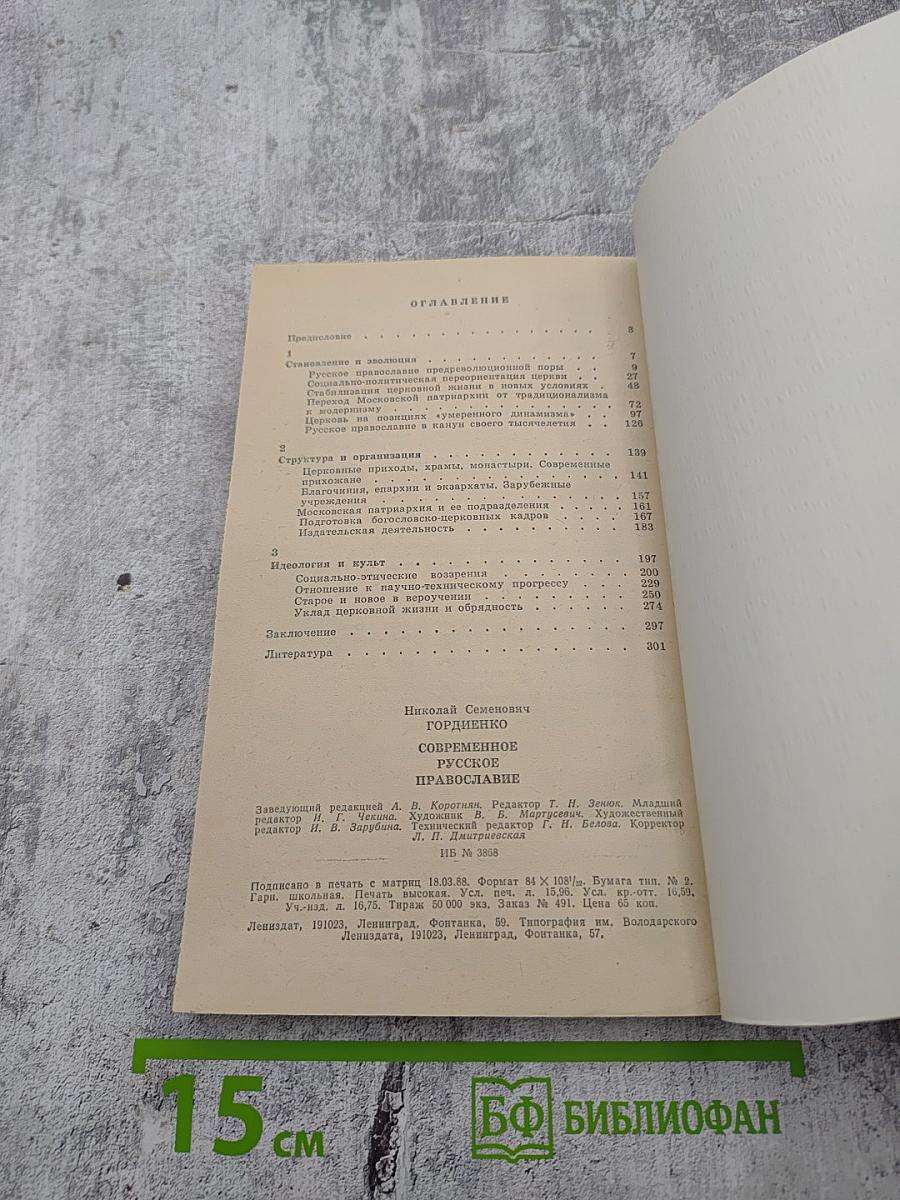 ОГЛАВЛЕНИЕ
Предисловие . . . . . . . . . . . . . . . . 3
1
Становление и эволюция . . . . . . . . . . . 7
Русское православие предреволюционной поры . . 9
Социально-политическая переориентация церкви . . 27
Стабилизация церковной жизни в новых условиях . 48
Переход Московской патриархии от традиционализма
к модернизму . . . . . . . . . . . . . . 72
Церковь на позициях «умеренного динамизма» . . 97
Русское православие в канун своего тысячелетия . . 126
2
Структура и организация . . . . . . . . . . . 139
Церковные приходы, храмы, монастыри. Современные
прихожане . . . . . . . . . . . . . . . 141
Благочиния, епархии и экзархаты. Зарубежные
учреждения . . . . . . . . . . . . . . . 157
Московская патриархия и ее подразделения . . . . . 161
Подготовка богословско-церковных кадров . . . . . 167
Издательская деятельность . . . . . . . . . . 183
3
Идеология и культ . . . . . . . . . . . . . . 197
Социально-этические воззрения . . . . . . . . 200
Отношение к научно-техническому прогрессу . . . . 229
Старое и новое в вероучении . . . . . . . . . 250
Уклад церковной жизни и обрядность . . . . . . 274
Заключение . . . . . . . . . . . . . . . . . 297
Литература . . . . . . . . . . . . . . . . . 301
Николай Семенович
ГОРДИЕНКО
СОВРЕМЕННОЕ
РУССКОЕ
ПРАВОСЛАВИЕ
Заведующий редакцией А. В. Коротнян. Редактор Т. Н. Зенюк. Младший
редактор И. Г. Чекина. Художник В. Б. Мартусевич. Художественный
редактор И. В. Зарубина. Технический редактор Г. Н. Белова. Корректор
Л. П. Дмитриевская
ИБ № 3868
Подписано в печать с матриц 18.03.88. Формат 84×108¹/₃₂. Бумага тип. № 2.
Гарн. школьная. Печать высокая. Усл. печ. л. 15,96. Усл. кр.-отт. 16,59.
Уч.-изд. л. 16,75. Тираж 50 000 экз. Заказ № 491. Цена 65 коп.
Лениздат, 191023, Ленинград, Фонтанка, 59. Типография им. Володарского
Лениздата, 191023, Ленинград, Фонтанка, 57.
15 см
БФ БИБЛИОФАН